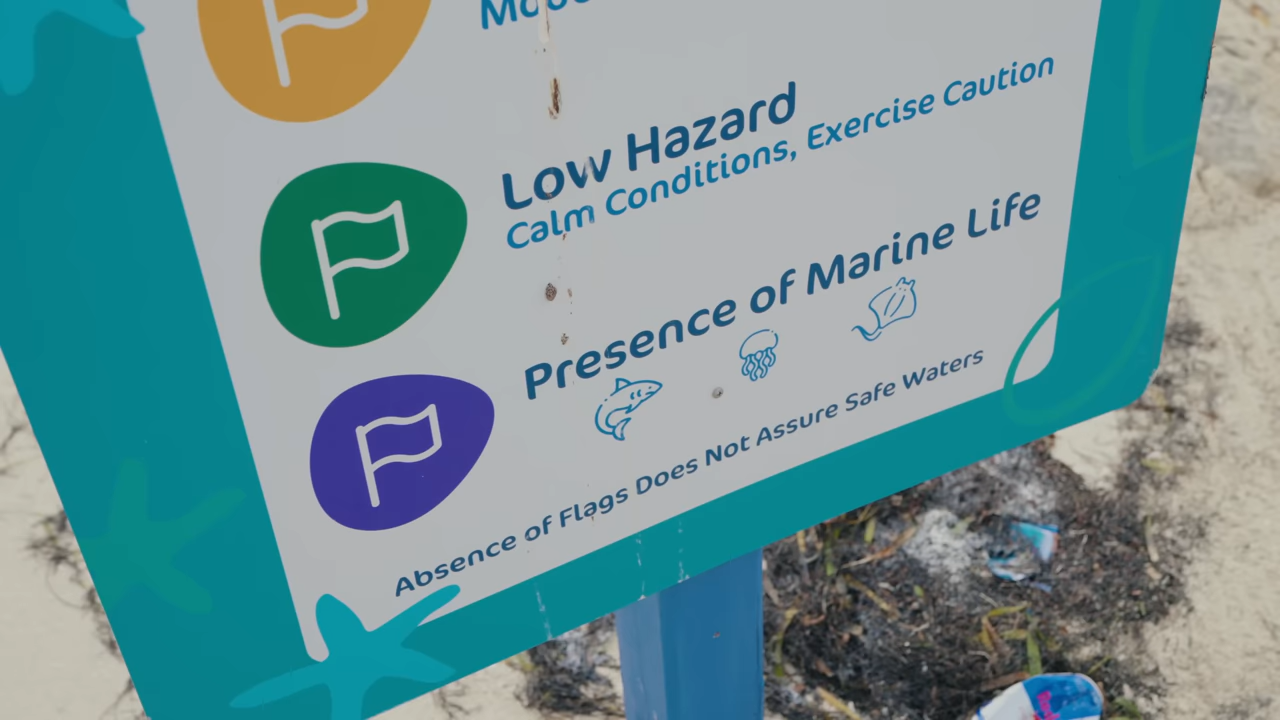 Low Hazard
Calm Conditions, Exercise Caution
Presence of Marine Life
Absence of Flags Does Not Assure Safe Waters